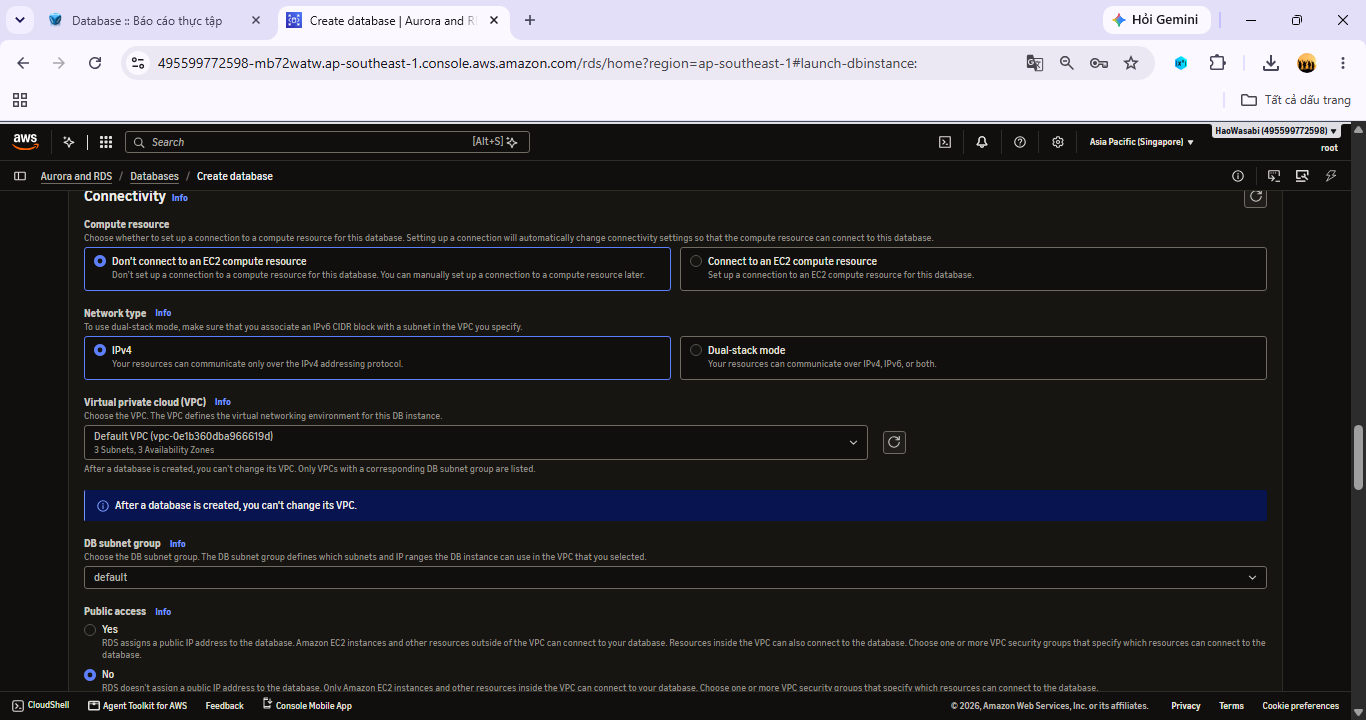 Database :: Báo cáo thực tập
Create database | Aurora and RD
Hỏi Gemini
495599772598-mb72watw.ap-southeast-1.console.aws.amazon.com/rds/home?region=ap-southeast-1#launch-dbinstance:
Tất cả dấu trang
aws
Search
[Alt+S]
Asia Pacific (Singapore)
HaoWasabi (495599772598)
root
Aurora and RDS / Databases / Create database
Connectivity Info
Compute resource
Choose whether to set up a connection to a compute resource for this database. Setting up a connection will automatically change connectivity settings so that the compute resource can connect to this database.
Don't connect to an EC2 compute resource
Don't set up a connection to a compute resource for this database. You can manually set up a connection to a compute resource later.
Connect to an EC2 compute resource
Set up a connection to an EC2 compute resource for this database.
Network type Info
To use dual-stack mode, make sure that you associate an IPv6 CIDR block with a subnet in the VPC you specify.
IPv4
Your resources can communicate only over the IPv4 addressing protocol.
Dual-stack mode
Your resources can communicate over IPv4, IPv6, or both.
Virtual private cloud (VPC) Info
Choose the VPC. The VPC defines the virtual networking environment for this DB instance.
Default VPC (vpc-0e1b360dba966619d)
3 Subnets, 3 Availability Zones
After a database is created, you can't change its VPC. Only VPCs with a corresponding DB subnet group are listed.
After a database is created, you can't change its VPC.
DB subnet group Info
Choose the DB subnet group. The DB subnet group defines which subnets and IP ranges the DB instance can use in the VPC that you selected.
default
Public access Info
Yes
RDS assigns a public IP address to the database. Amazon EC2 instances and other resources outside of the VPC can connect to your database. Resources inside the VPC can also connect to the database. Choose one or more VPC security groups that specify which resources can connect to the
database.
No
RDS doesn't assign a public IP address to the database. Only Amazon EC2 instances and other resources inside the VPC can connect to your database. Choose one or more VPC security groups that specify which resources can connect to the database.
CloudShell
Agent Toolkit for AWS
Feedback
Console Mobile App
© 2026, Amazon Web Services, Inc. or its affiliates.
Privacy
Terms
Cookie preferences